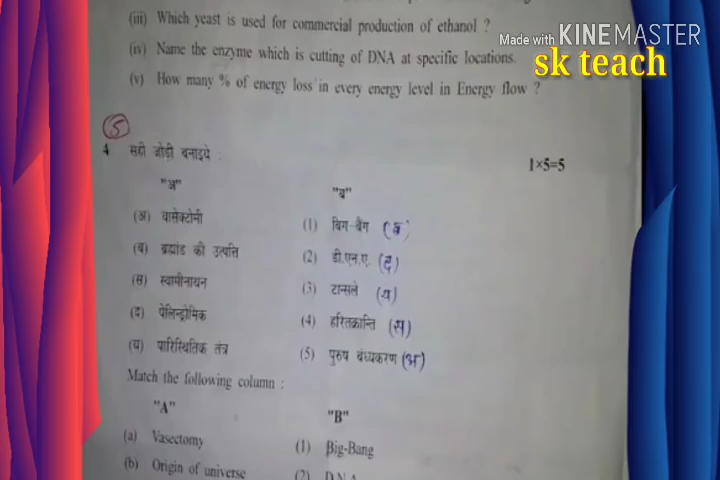 (iii) Which yeast is used for commercial production of ethanol ?
Made with KINEMASTER
(iv) Name the enzyme which is cutting of DNA at specific locations.
sk teach
(v) How many % of energy loss in every energy level in Energy flow ?
5
4 सही जोड़ी बनाइये : 1×5=5
"अ" "ब"
(अ) वासेक्टोमी (1) बिग-बैंग (ब)
(ब) ब्रह्मांड की उत्पत्ति (2) डी.एन.ए. (द)
(स) स्वामीनाथन (3) टान्सले (य)
(द) पेलिन्ड्रोमिक (4) हरितक्रान्ति (स)
(य) पारिस्थितिक तंत्र (5) पुरुष बंध्यकरण (अ)
Match the following column :
"A" "B"
(a) Vasectomy (1) Big-Bang
(b) Origin of universe (2) DNA